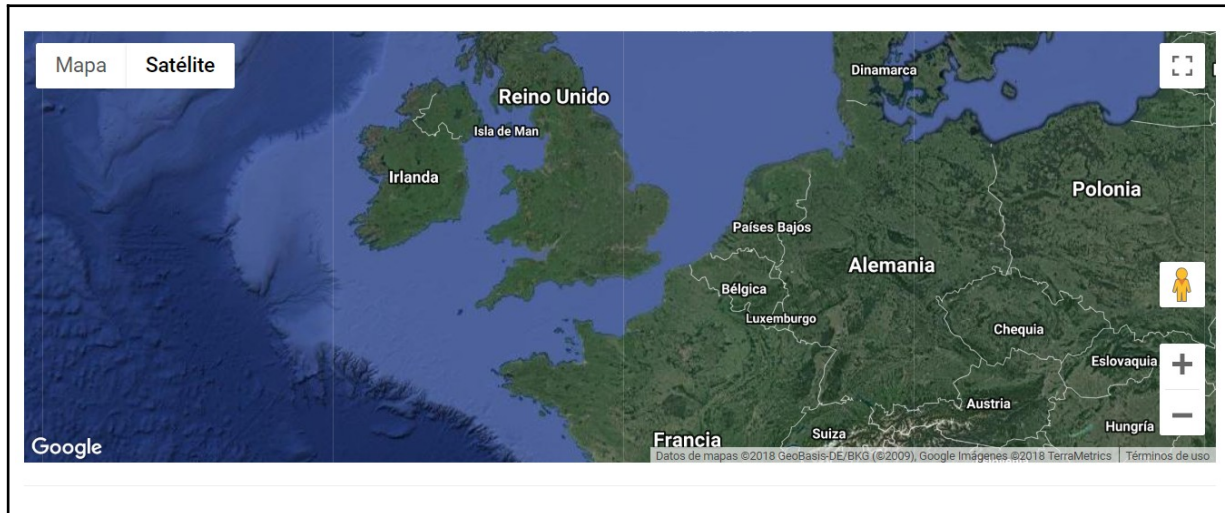 Mapa Satélite
Reino Unido
Dinamarca
Isla de Man
Irlanda
Polonia
Países Bajos
Alemania
Bélgica
Luxemburgo
Chequia
Eslovaquia
Austria
Hungría
Suiza
Francia
Google
Datos de mapas ©2018 GeoBasis-DE/BKG (©2009), Google Imágenes ©2018 TerraMetrics Términos de uso